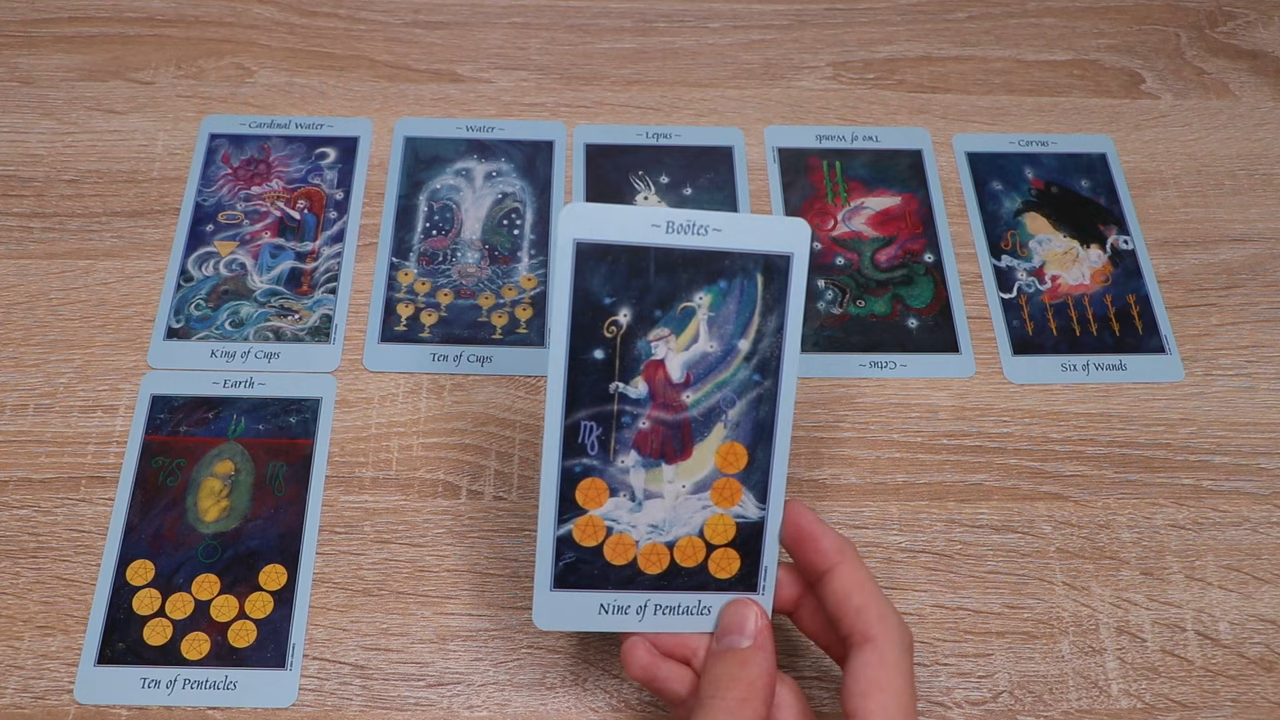 ~ Cardinal Water ~
King of Cups
~ Water ~
Ten of Cups
~ Lepus ~
Two of Wands
~ Cetus ~
~ Corvus ~
Six of Wands
~ Boötes ~
Nine of Pentacles
~ Earth ~
Ten of Pentacles